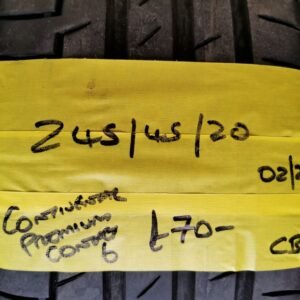 245/45/20
02/2
CONTINENTAL
PREMIUM
CONTACT
6
£70-
CB